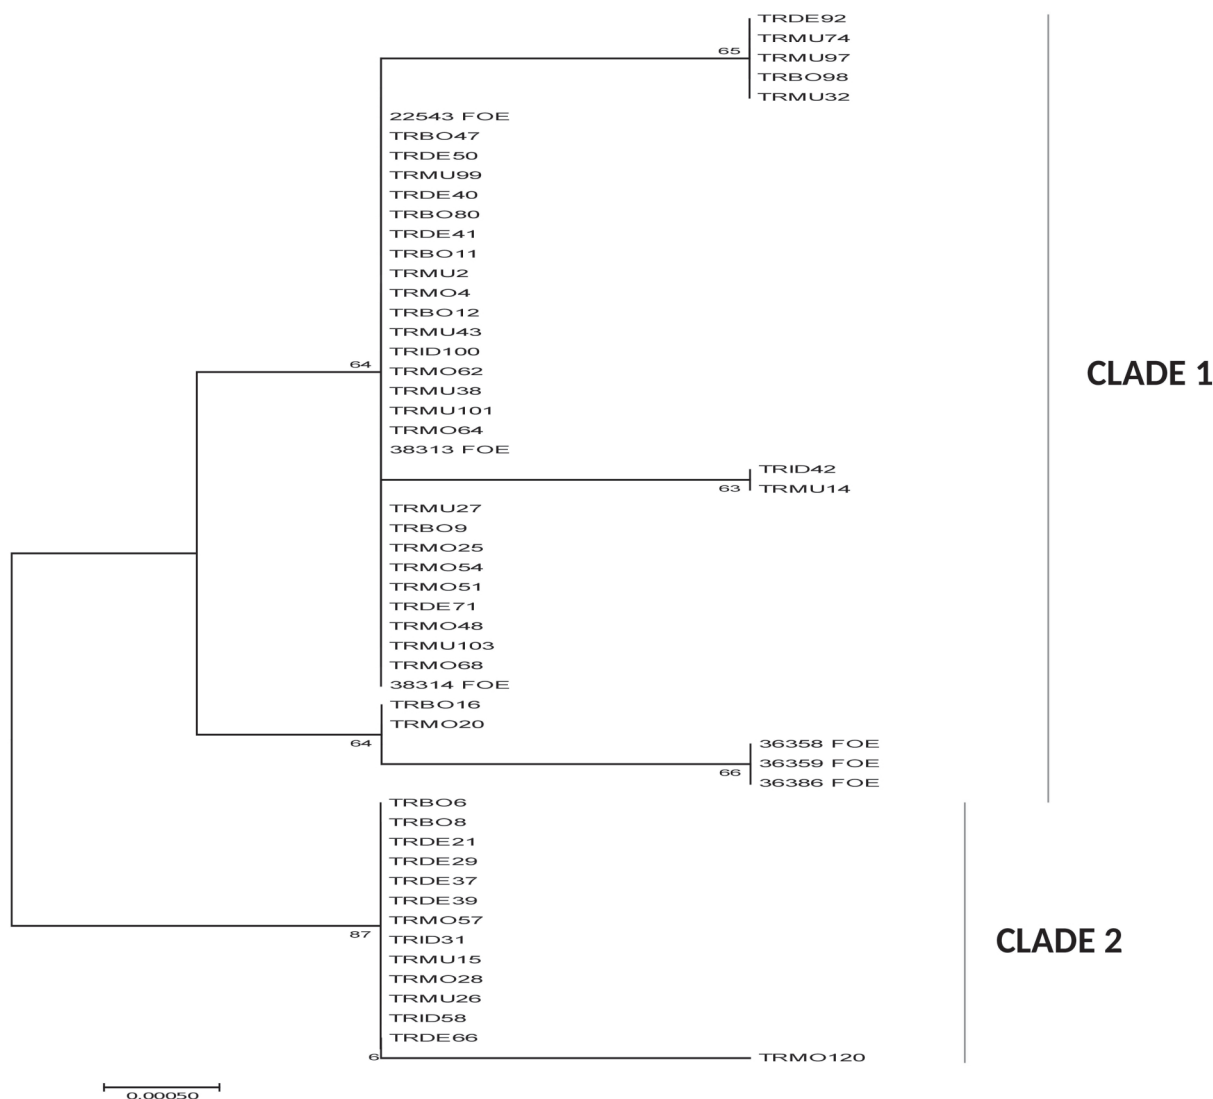 TRDE92
TRMU74
65
TRMU97
TRBO98
TRMU32
22543 FOE
TRBO47
TRDE50
TRMU99
TRDE40
TRBO80
TRDE41
TRBO11
TRMU2
TRMO4
TRBO12
TRMU43
TRID100
64
TRMO62
CLADE 1
TRMU38
TRMU101
TRMO64
38313 FOE
TRID42
63
TRMU14
TRMU27
TRBO9
TRMO25
TRMO54
TRMO51
TRDE71
TRMO48
TRMU103
TRMO68
38314 FOE
TRBO16
TRMO20
64
36358 FOE
36359 FOE
66
36386 FOE
TRBO6
TRBO8
TRDE21
TRDE29
TRDE37
TRDE39
TRMO57
87
TRID31
CLADE 2
TRMU15
TRMO28
TRMU26
TRID58
TRDE66
6
TRMO120
0.00050